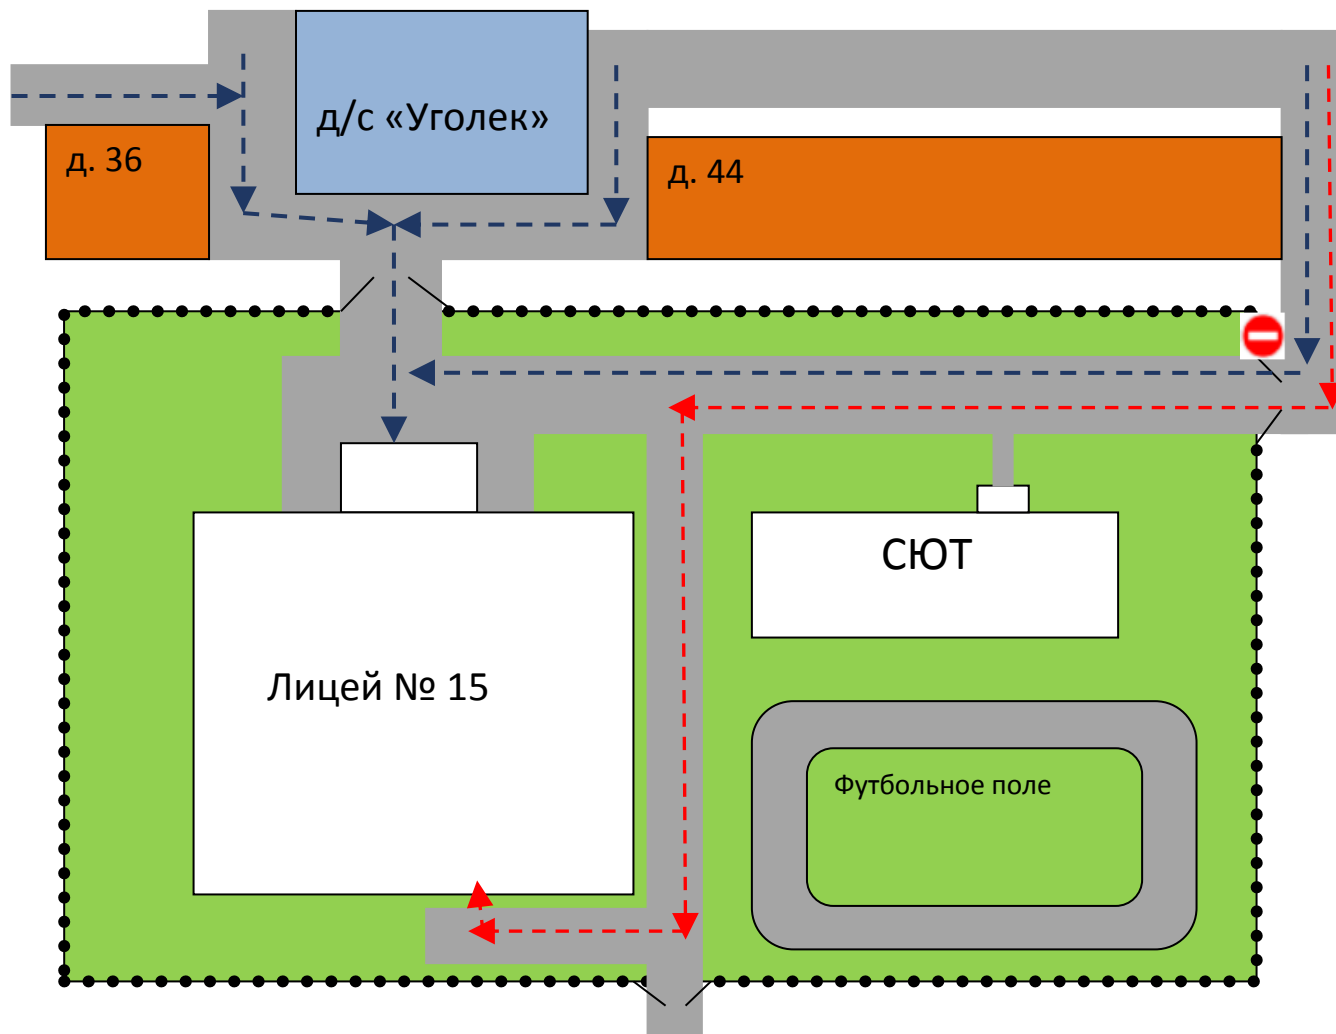 д/с «Уголек»
д. 36
д. 44
СЮТ
Лицей № 15
Футбольное поле